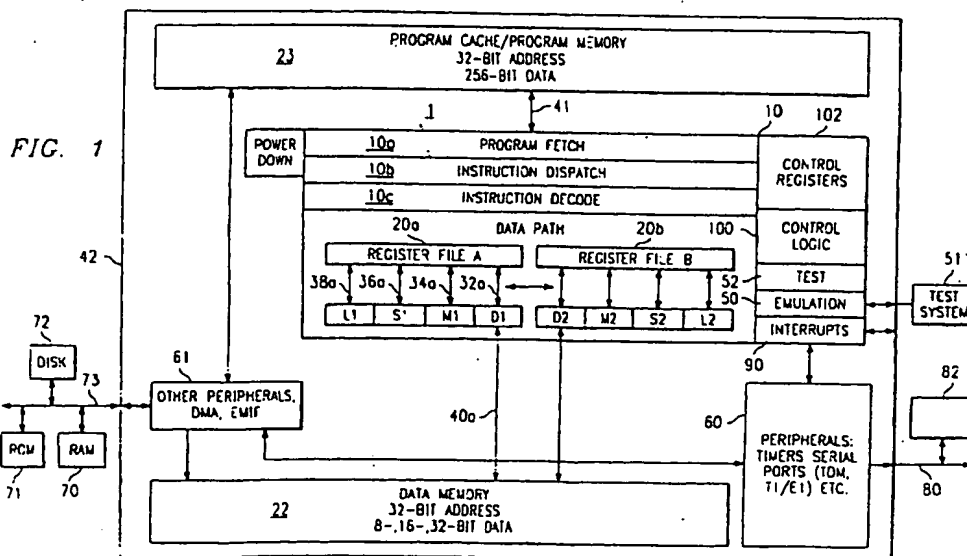 23
PROGRAM CACHE/PROGRAM MEMORY
32-BIT ADDRESS
256-BIT DATA
FIG. 1
1
41
10
102
POWER
DOWN
10a
PROGRAM FETCH
10b
INSTRUCTION DISPATCH
10c
INSTRUCTION DECODE
CONTROL
REGISTERS
DATA PATH
100
CONTROL
LOGIC
20a
20b
REGISTER FILE A
REGISTER FILE B
42
38a
36a
34a
32a
52
TEST
50
EMULATION
INTERRUPTS
51
TEST
SYSTEM
L1
S1
M1
D1
D2
M2
S2
L2
72
DISK
73
61
OTHER PERIPHERALS,
DMA, EMIF
40a
90
82
60
PERIPHERALS:
TIMERS SERIAL
PORTS (TDM,
T1/E1) ETC.
ROM
RAM
71
70
80
22
DATA MEMORY
32-BIT ADDRESS
8-,16-,32-BIT DATA